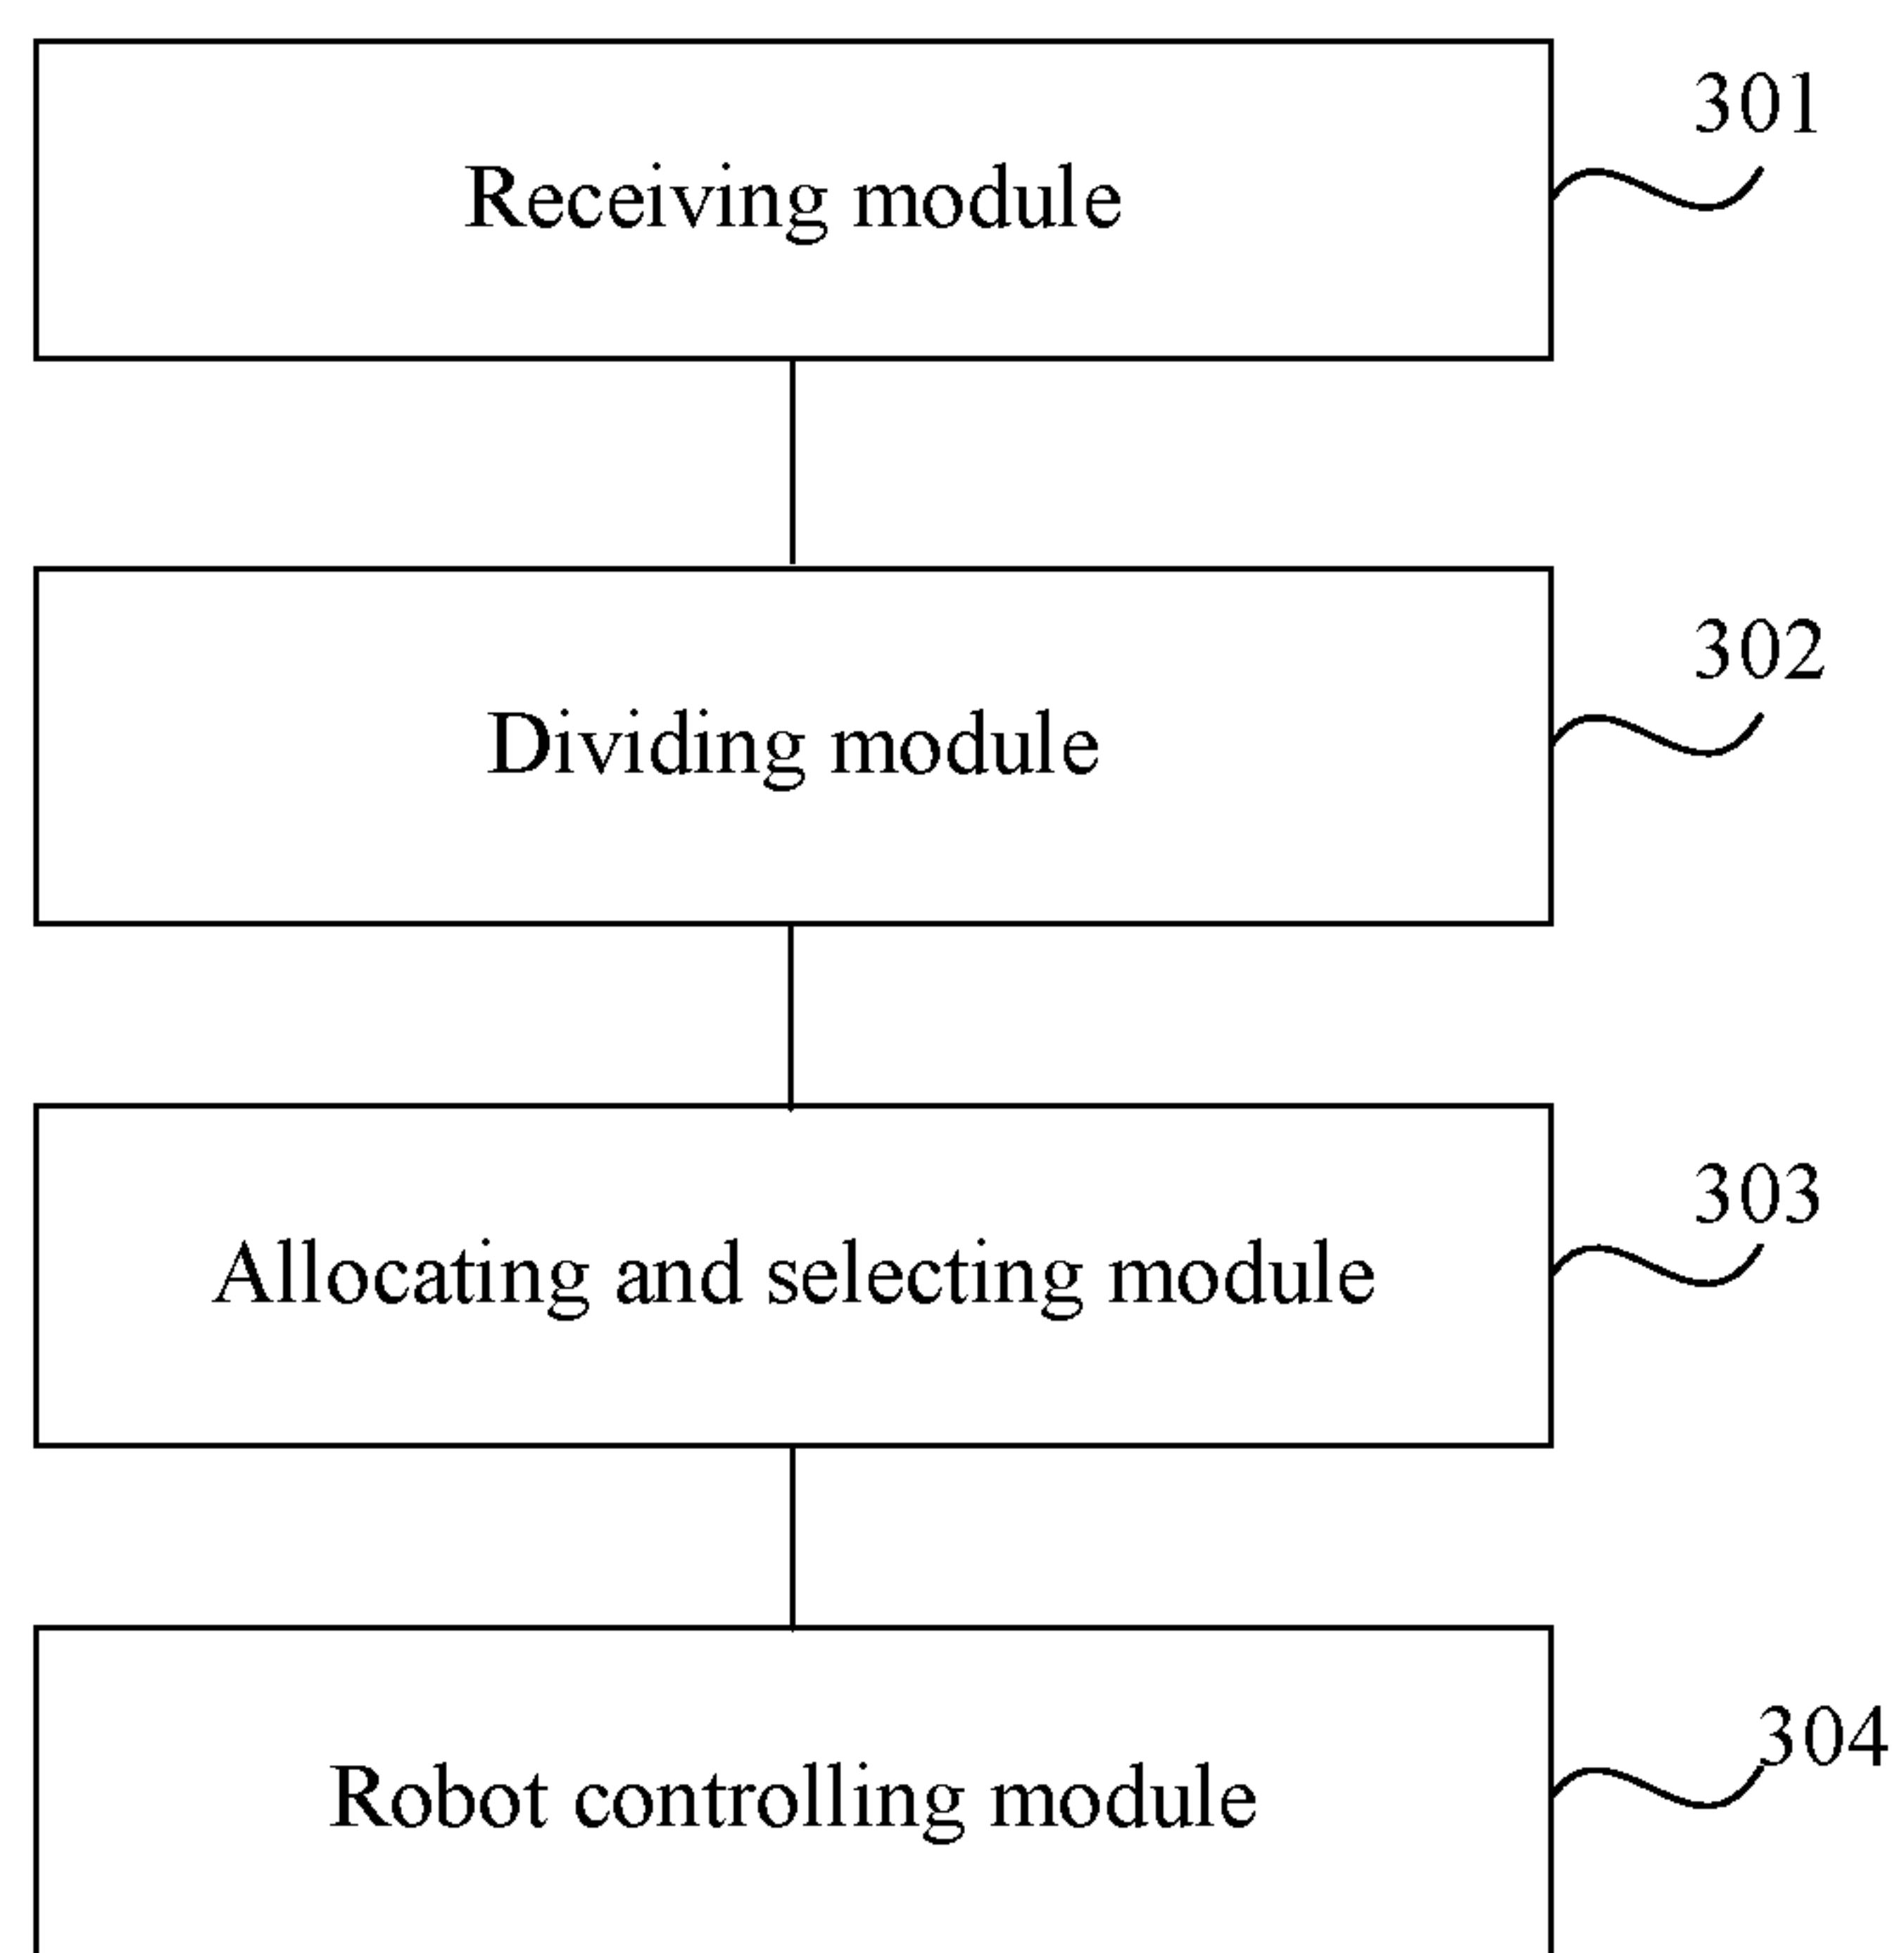 301
Receiving module
302
Dividing module
303
Allocating and selecting module
304
Robot controlling module